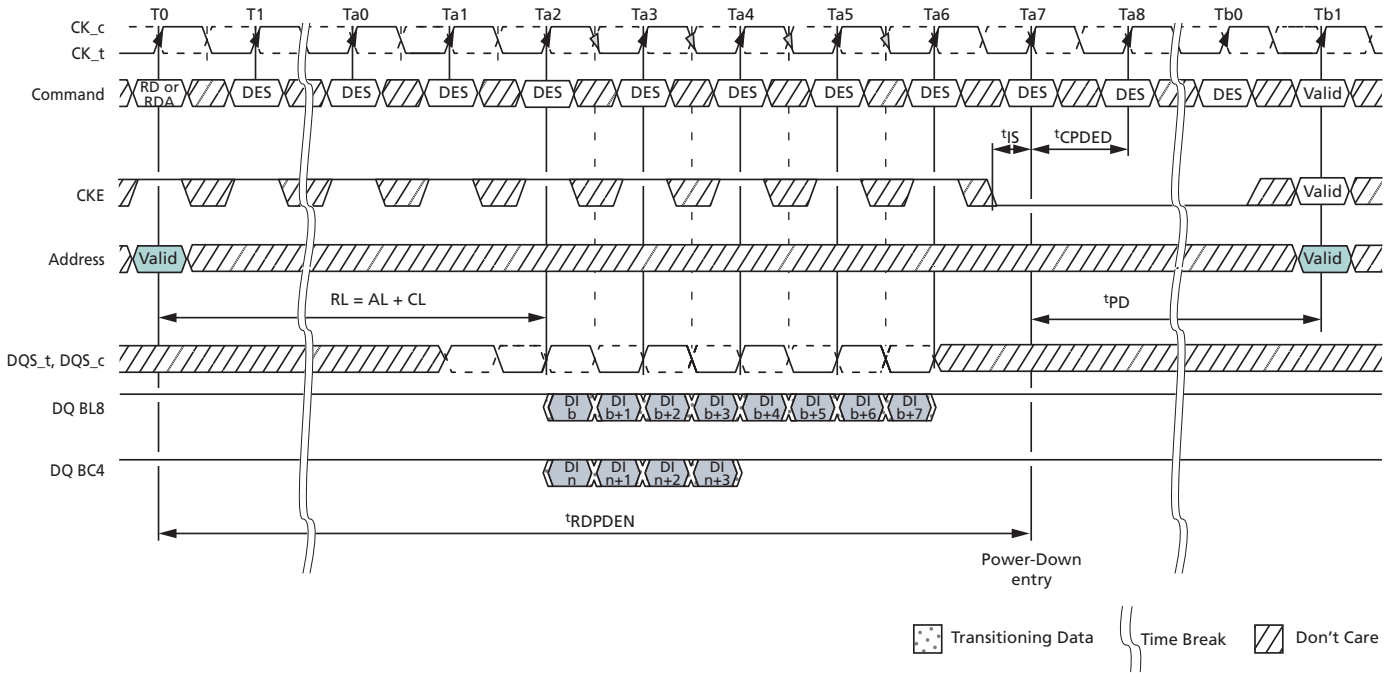 T0 T1 Ta0 Ta1 Ta2 Ta3 Ta4 Ta5 Ta6 Ta7 Ta8 Tb0 Tb1
CK_c
CK_t
Command RD or RDA DES DES DES DES DES DES DES DES DES DES DES Valid
tIS tCPDED
CKE Valid
Address Valid Valid
RL = AL + CL tPD
DQS_t, DQS_c
DQ BL8 DI b DI b+1 DI b+2 DI b+3 DI b+4 DI b+5 DI b+6 DI b+7
DQ BC4 DI n DI n+1 DI n+2 DI n+3
tRDPDEN
Power-Down
entry
Transitioning Data Time Break Don't Care